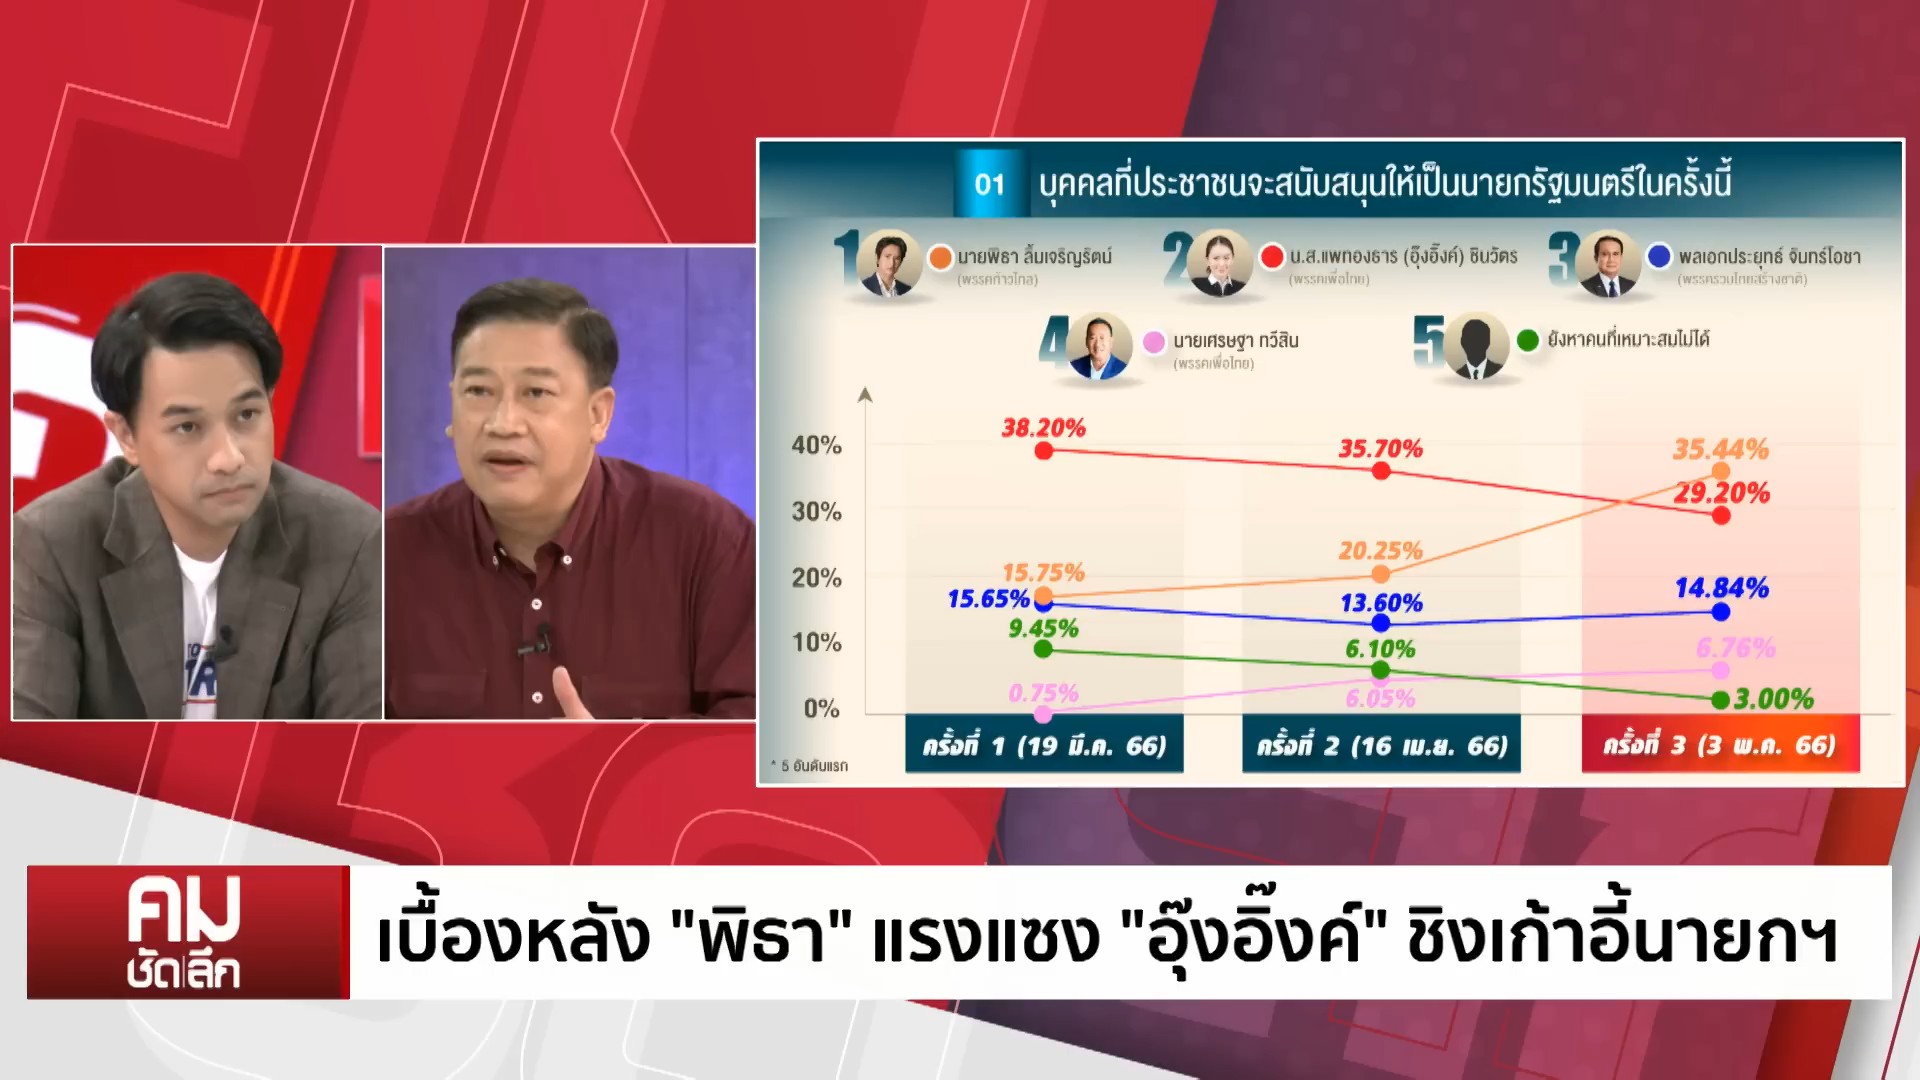 01 บุคคลที่ประชาชนจะสนับสนุนให้เป็นนายกรัฐมนตรีในครั้งนี้
1 นายพิธา ลิ้มเจริญรัตน์
(พรรคก้าวไกล)
2 น.ส.แพทองธาร (อุ๊งอิ๊งค์) ชินวัตร
(พรรคเพื่อไทย)
3 พลเอกประยุทธ์ จันทร์โอชา
(พรรครวมไทยสร้างชาติ)
4 นายเศรษฐา ทวีสิน
(พรรคเพื่อไทย)
5 ยังหาคนที่เหมาะสมไม่ได้
40%
30%
20%
10%
0%
38.20%
15.75%
15.65%
9.45%
0.75%
35.70%
20.25%
13.60%
6.10%
6.05%
35.44%
29.20%
14.84%
6.76%
3.00%
ครั้งที่ 1 (19 มี.ค. 66)
ครั้งที่ 2 (16 เม.ย. 66)
ครั้งที่ 3 (3 พ.ค. 66)
* 5 อันดับแรก
คม
ชัด|ลึก
เบื้องหลัง "พิธา" แรงแซง "อุ๊งอิ๊งค์" ชิงเก้าอี้นายกฯ